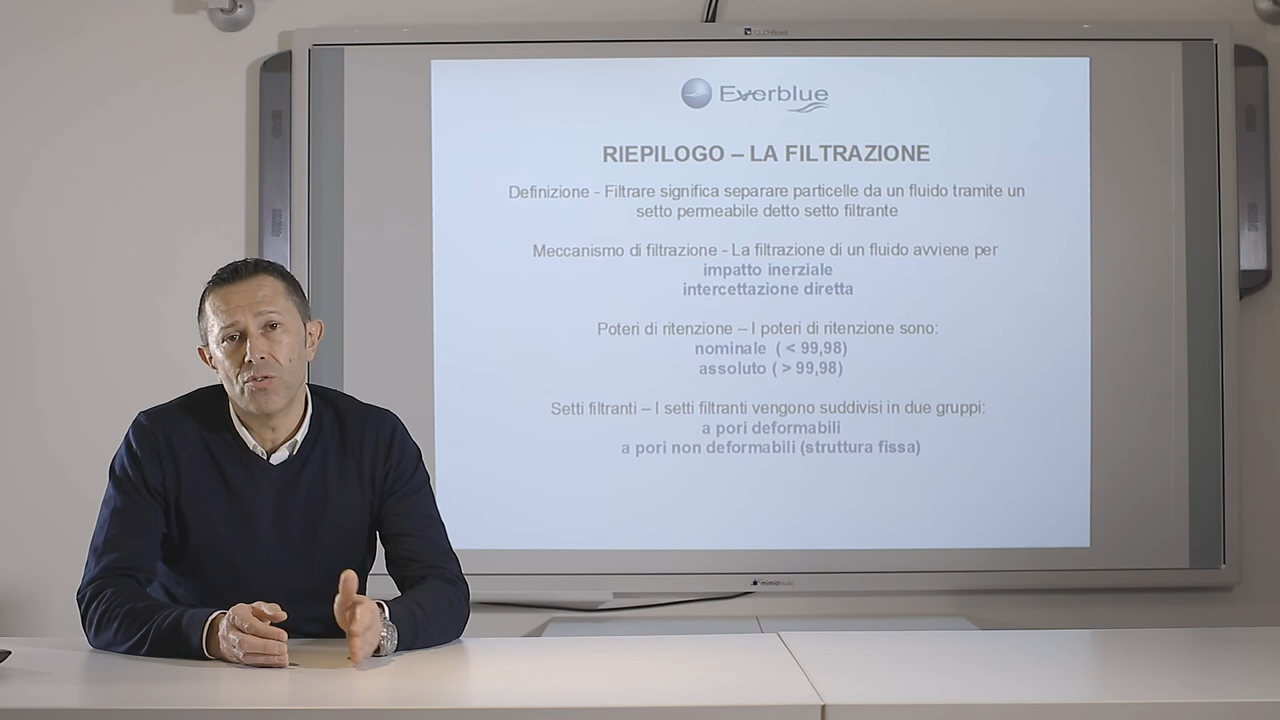 Everblue
RIEPILOGO – LA FILTRAZIONE
Definizione - Filtrare significa separare particelle da un fluido tramite un
setto permeabile detto setto filtrante
Meccanismo di filtrazione - La filtrazione di un fluido avviene per
impatto inerziale
intercettazione diretta
Poteri di ritenzione – I poteri di ritenzione sono:
nominale ( < 99,98)
assoluto ( > 99,98)
Setti filtranti – I setti filtranti vengono suddivisi in due gruppi:
a pori deformabili
a pori non deformabili (struttura fissa)